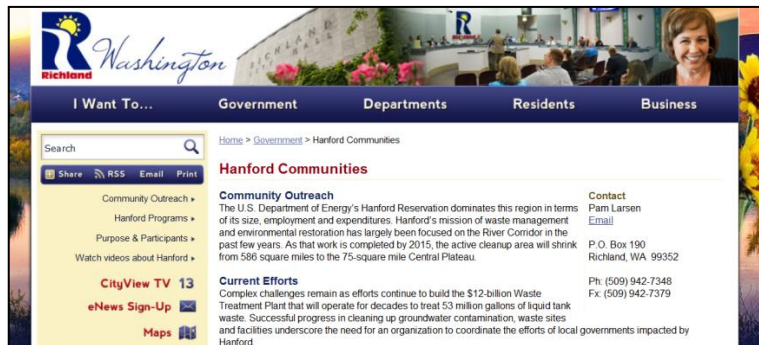 Richland
Washington
RICHLAND
I Want To...
Government
Departments
Residents
Business
Search
Share RSS Email Print
Community Outreach
Hanford Programs
Purpose & Participants
Watch videos about Hanford
CityView TV 13
eNews Sign-Up
Maps
Home > Government > Hanford Communities
Hanford Communities
Community Outreach
The U.S. Department of Energy's Hanford Reservation dominates this region in terms
of its size, employment and expenditures. Hanford's mission of waste management
and environmental restoration has largely been focused on the River Corridor in the
past few years. As that work is completed by 2015, the active cleanup area will shrink
from 586 square miles to the 75-square mile Central Plateau.
Current Efforts
Complex challenges remain as efforts continue to build the $12-billion Waste
Treatment Plant that will operate for decades to treat 53 million gallons of liquid tank
waste. Successful progress in cleaning up groundwater contamination, waste sites
and facilities underscore the need for an organization to coordinate the efforts of local governments impacted by
Hanford.
Contact
Pam Larsen
Email
P.O. Box 190
Richland, WA 99352
Ph: (509) 942-7348
Fx: (509) 942-7379